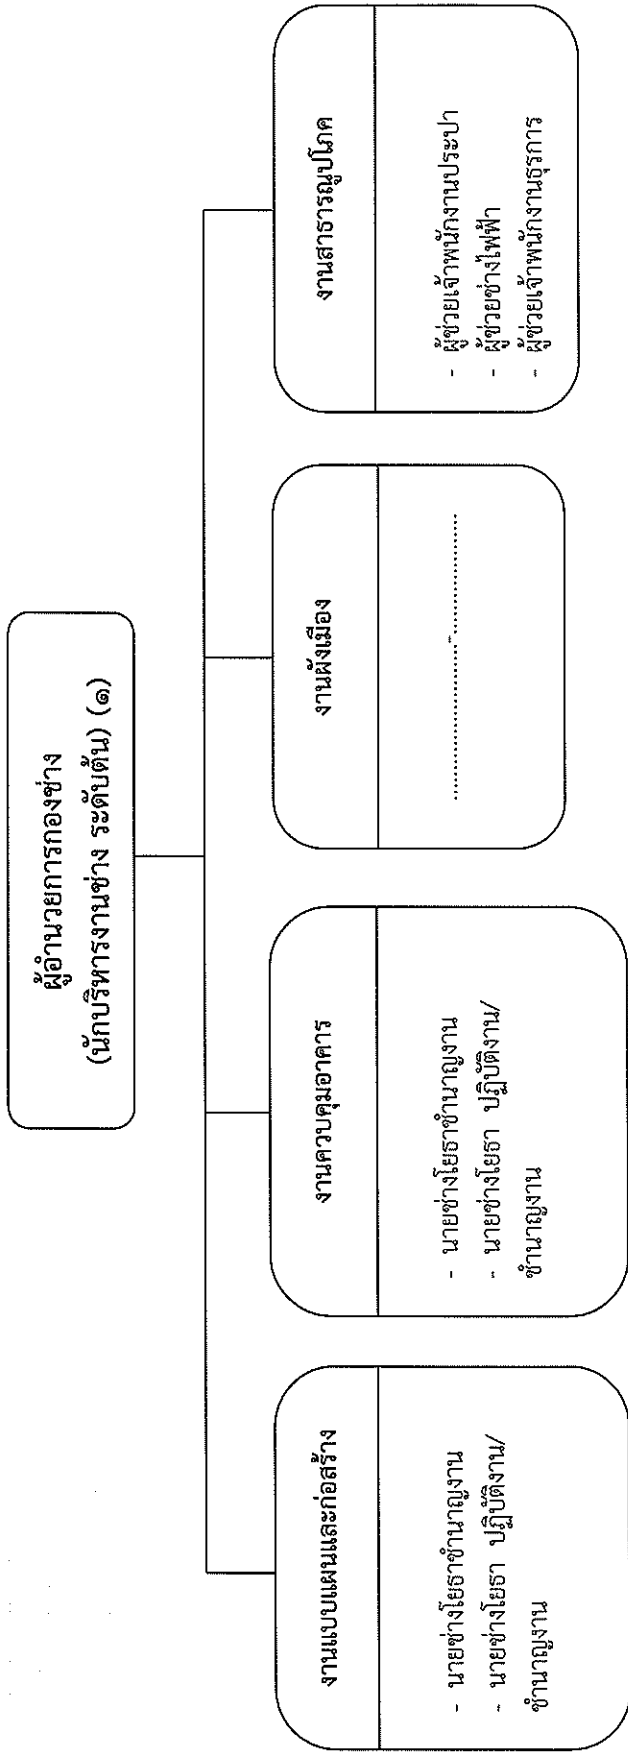 ผู้อำนวยการกองช่าง
(นักบริหารงานช่าง ระดับต้น) (๑)
งานแบบแผนและก่อสร้าง
- นายช่างโยธาชำนาญงาน
- นายช่างโยธา ปฏิบัติงาน/
ชำนาญงาน
งานควบคุมอาคาร
- นายช่างโยธาชำนาญงาน
- นายช่างโยธา ปฏิบัติงาน/
ชำนาญงาน
งานผังเมือง
..............................-..............................
งานสาธารณูปโภค
- ผู้ช่วยเจ้าพนักงานประปา
- ผู้ช่วยช่างไฟฟ้า
- ผู้ช่วยเจ้าพนักงานธุรการ